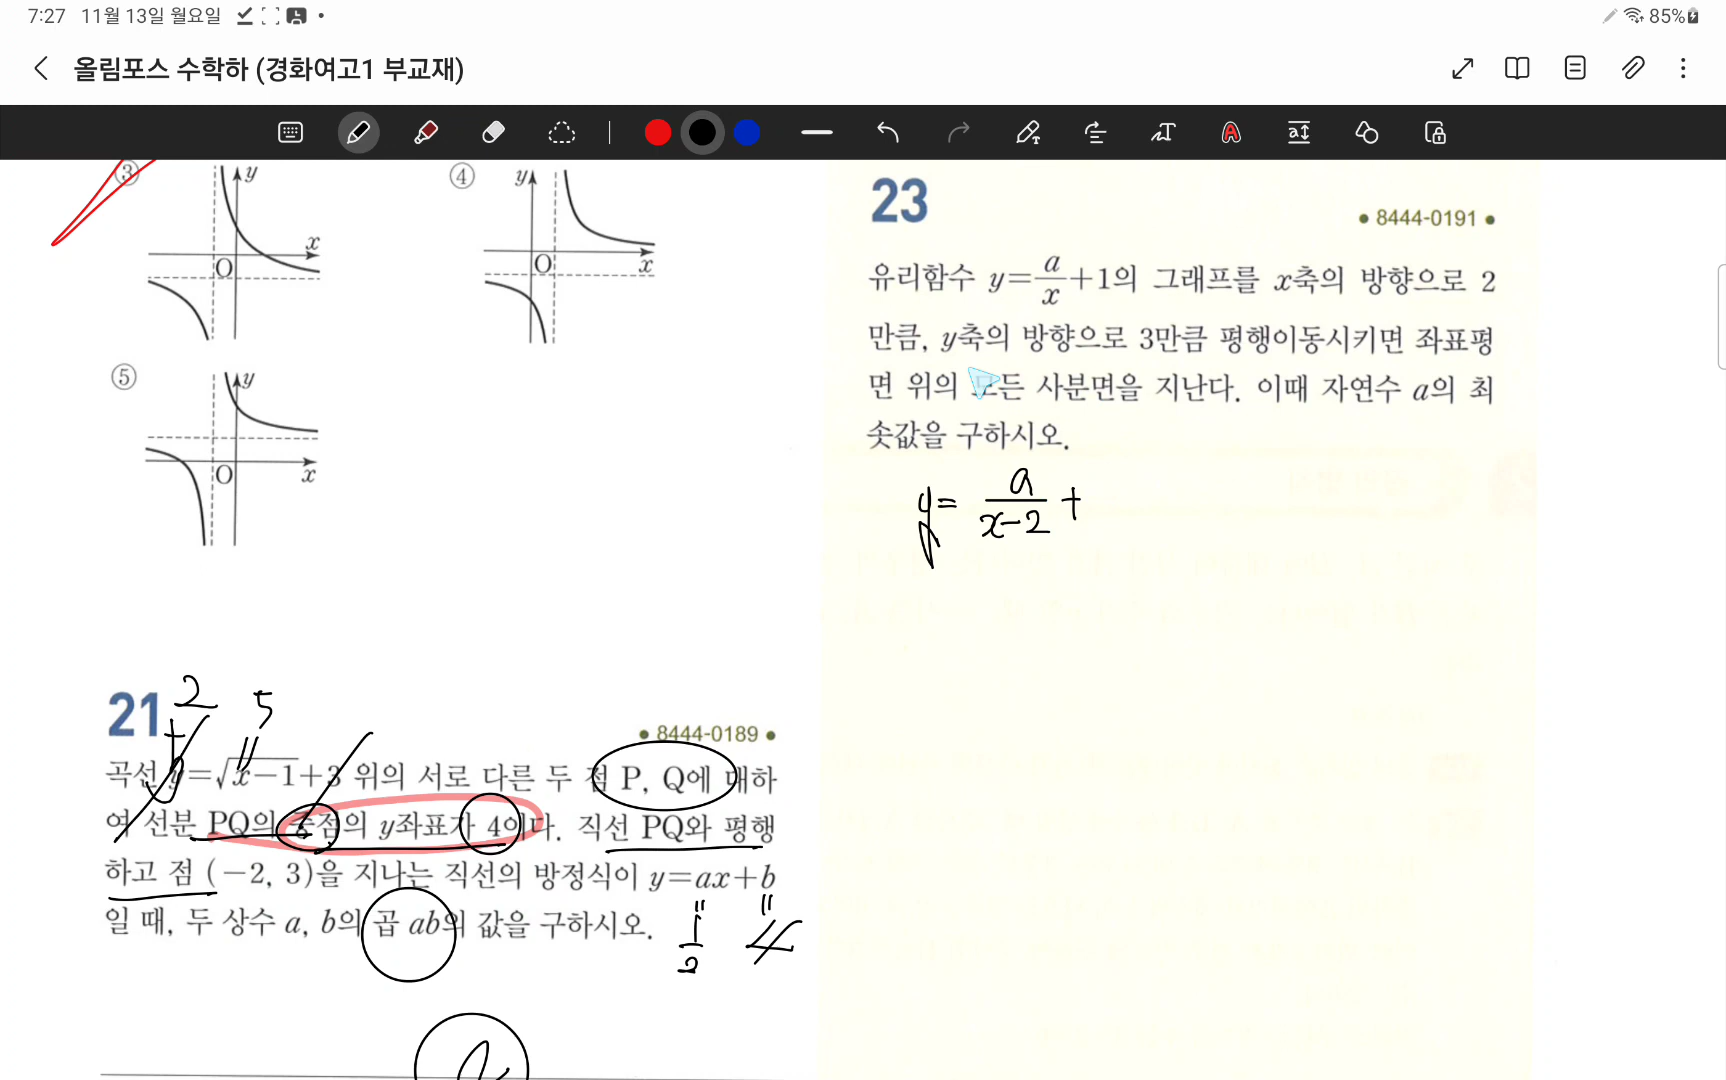 7:27 11월 13일 월요일
85%
올림포스 수학하 (경화여고1 부교재)
③
y
x
O
④
y
O
x
⑤
y
O
x
21
2
5
• 8444-0189 •
곡선 y=√x−1+3 위의 서로 다른 두 점 P, Q에 대하
여 선분 PQ의 중점의 y좌표가 4이다. 직선 PQ와 평행
하고 점 (−2, 3)을 지나는 직선의 방정식이 y=ax+b
일 때, 두 상수 a, b의 곱 ab의 값을 구하시오.
1/2 4
23
• 8444-0191 •
유리함수 y=a/x+1의 그래프를 x축의 방향으로 2
만큼, y축의 방향으로 3만큼 평행이동시키면 좌표평
면 위의 모든 사분면을 지난다. 이때 자연수 a의 최
솟값을 구하시오.
y= a/x−2 +